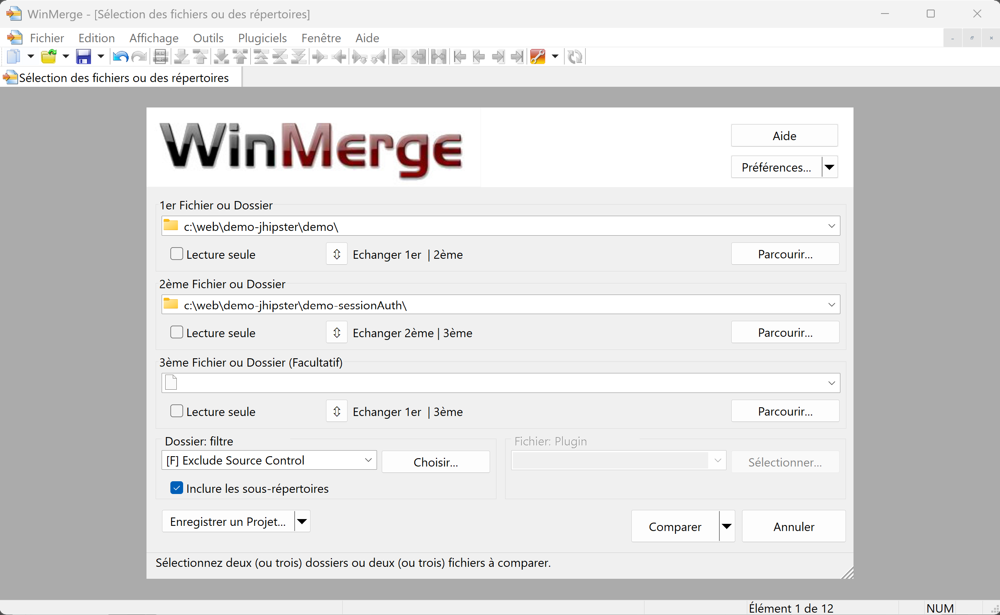 WinMerge - [Sélection des fichiers ou des répertoires]
Fichier Edition Affichage Outils Plugiciels Fenêtre Aide
Sélection des fichiers ou des répertoires
WinMerge
Aide
Préférences...
1er Fichier ou Dossier
c:\web\demo-jhipster\demo\
Lecture seule Echanger 1er | 2ème Parcourir...
2ème Fichier ou Dossier
c:\web\demo-jhipster\demo-sessionAuth\
Lecture seule Echanger 2ème | 3ème Parcourir...
3ème Fichier ou Dossier (Facultatif)
Lecture seule Echanger 1er | 3ème Parcourir...
Dossier: filtre Fichier: Plugin
[F] Exclude Source Control Choisir... Sélectionner...
Inclure les sous-répertoires
Enregistrer un Projet... Comparer Annuler
Sélectionnez deux (ou trois) dossiers ou deux (ou trois) fichiers à comparer.
Élément 1 de 12 NUM